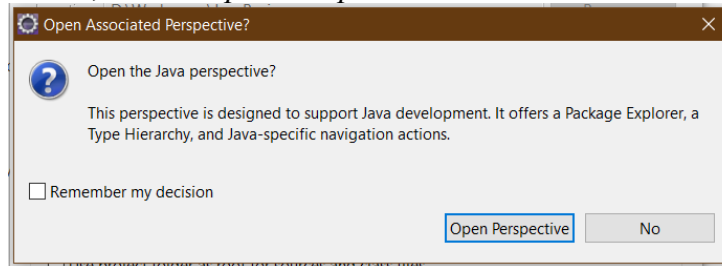 Open Associated Perspective?
Open the Java perspective?
This perspective is designed to support Java development. It offers a Package Explorer, a
Type Hierarchy, and Java-specific navigation actions.
Remember my decision
Open Perspective
No